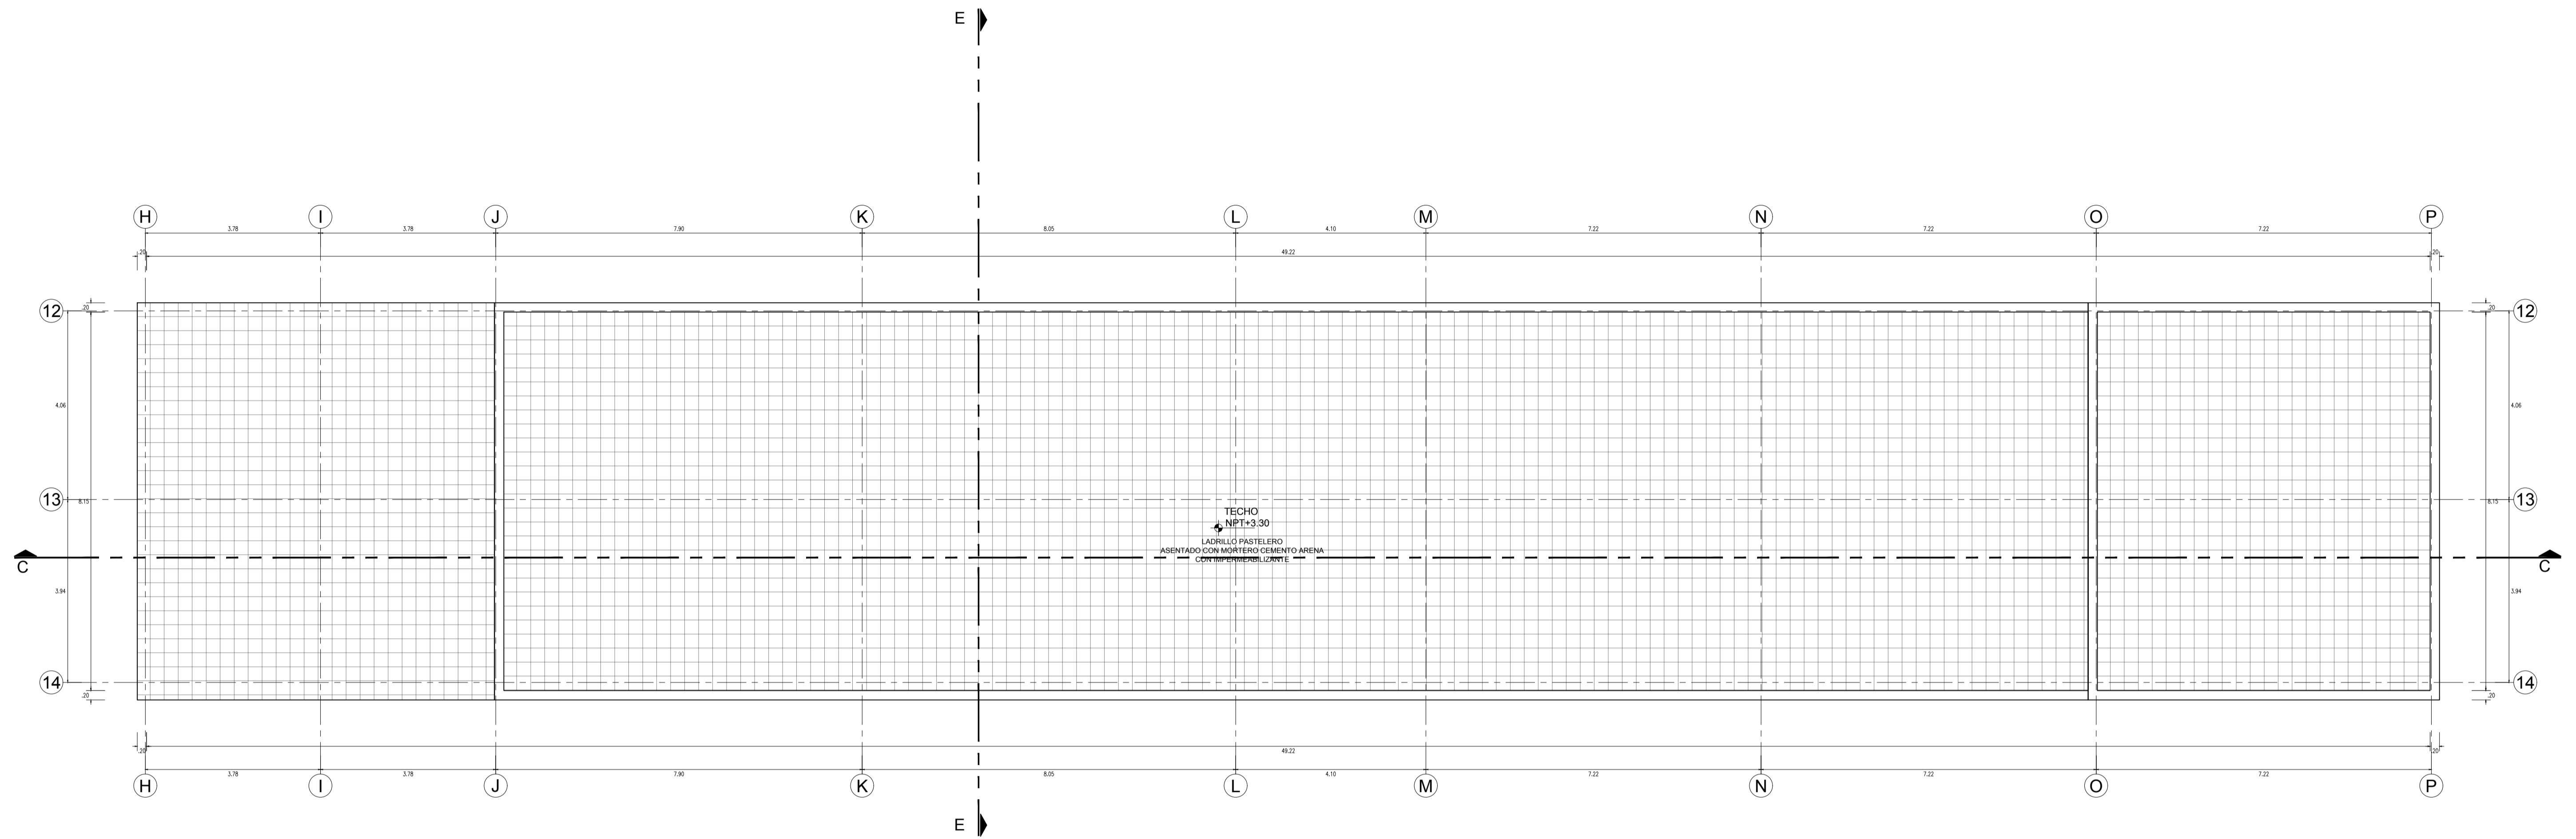 E
H I J K L M N O P
3.78 3.78 7.90 8.05 4.10 7.22 7.22 7.22
.20 49.22 .20
12 .20 .20 12
4.06 4.06
13 8.15 8.15 13
TECHO
NPT+3.30
LADRILLO PASTELERO
ASENTADO CON MORTERO CEMENTO ARENA
CON IMPERMEABILIZANTE
C C
3.94 3.94
14 .20 .20 14
.20 49.22 .20
3.78 3.78 7.90 8.05 4.10 7.22 7.22 7.22
H I J K L M N O P
E